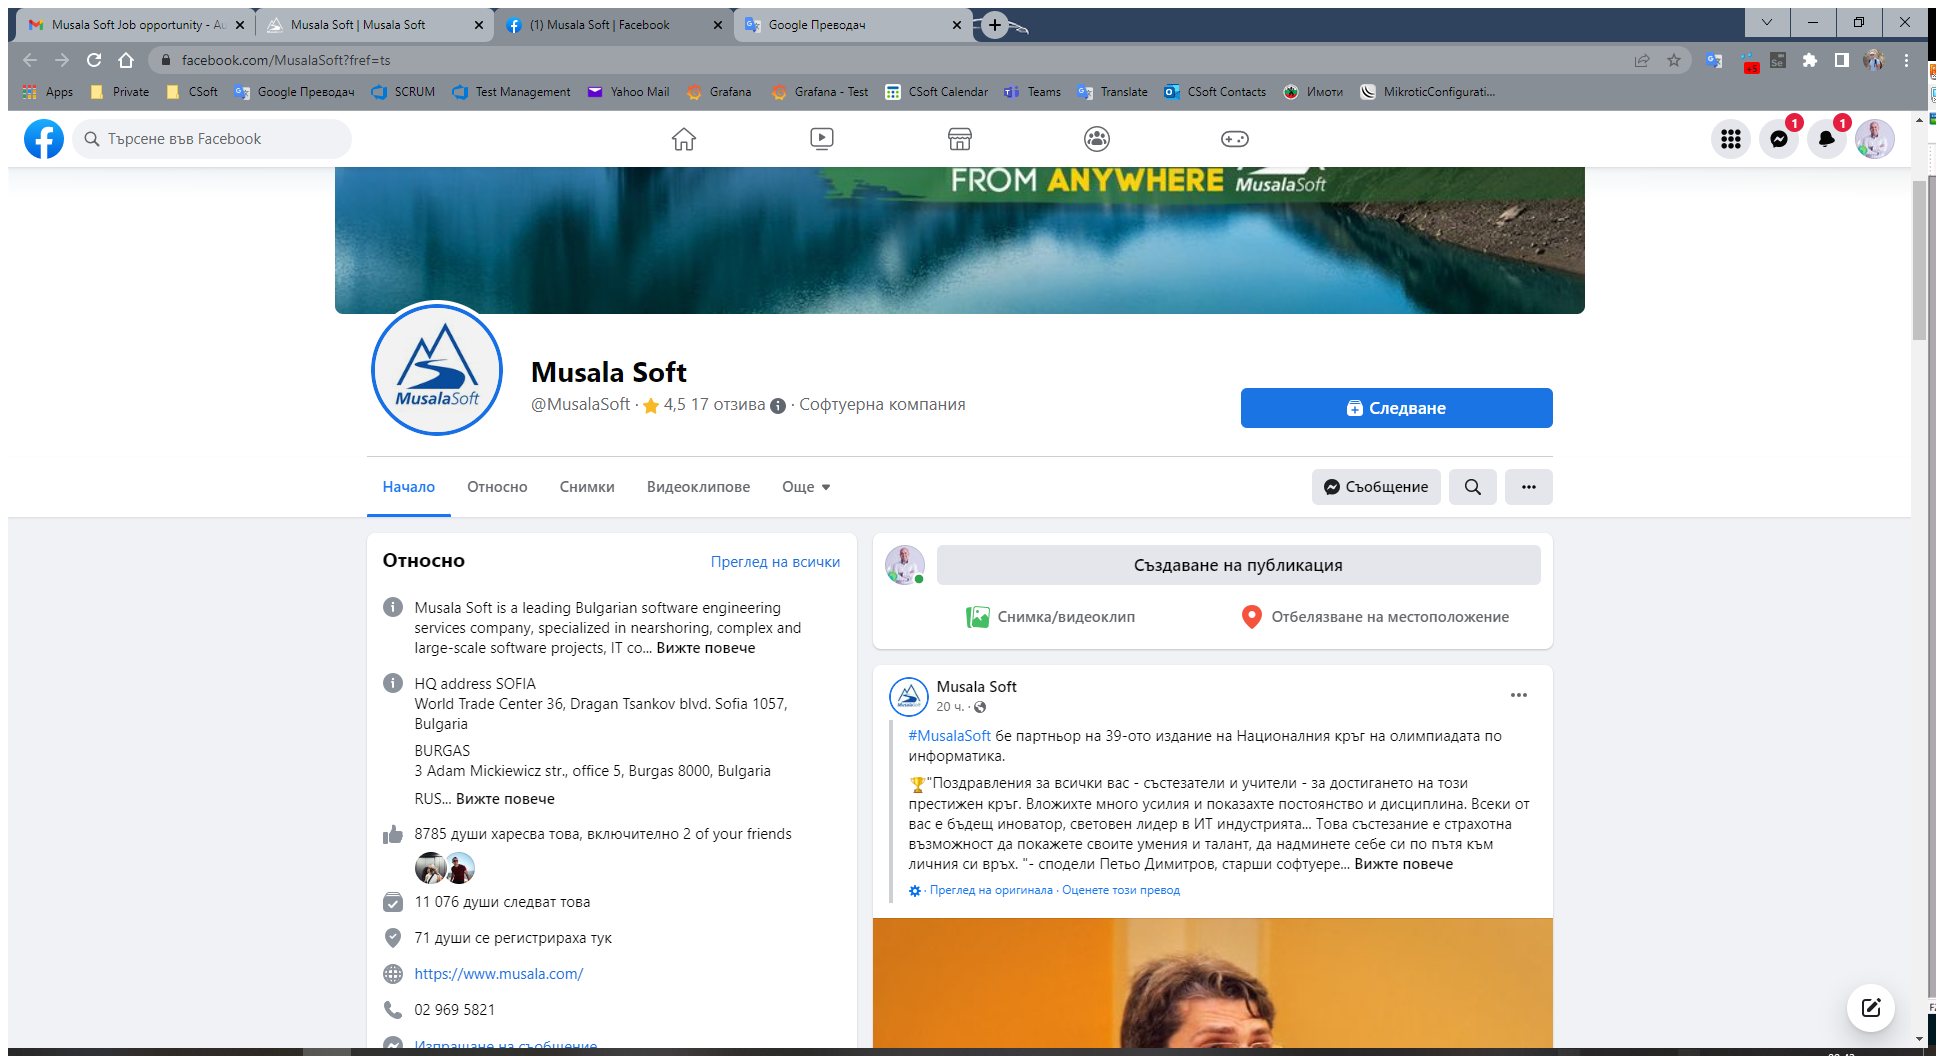 Musala Soft Job opportunity - Au
Musala Soft | Musala Soft
(1) Musala Soft | Facebook
Google Преводач
facebook.com/MusalaSoft?fref=ts
Apps
Private
CSoft
Google Преводач
SCRUM
Test Management
Yahoo Mail
Grafana
Grafana - Test
CSoft Calendar
Teams
Translate
CSoft Contacts
Имоти
MikroticConfigurati...
Търсене във Facebook
1
1
FROM ANYWHERE MusalaSoft
MusalaSoft
Musala Soft
@MusalaSoft · 4,5 17 отзива · Софтуерна компания
Следване
Начало
Относно
Снимки
Видеоклипове
Още
Съобщение
Относно
Преглед на всички
Musala Soft is a leading Bulgarian software engineering
services company, specialized in nearshoring, complex and
large-scale software projects, IT co... Вижте повече
HQ address SOFIA
World Trade Center 36, Dragan Tsankov blvd. Sofia 1057,
Bulgaria
BURGAS
3 Adam Mickiewicz str., office 5, Burgas 8000, Bulgaria
RUS... Вижте повече
8785 души харесва това, включително 2 of your friends
11 076 души следват това
71 души се регистрираха тук
https://www.musala.com/
02 969 5821
Изпращане на съобщение
Създаване на публикация
Снимка/видеоклип
Отбелязване на местоположение
Musala Soft
20 ч. ·
#MusalaSoft бе партньор на 39-ото издание на Националния кръг на олимпиадата по
информатика.
"Поздравления за всички вас - състезатели и учители - за достигането на този
престижен кръг. Вложихте много усилия и показахте постоянство и дисциплина. Всеки от
вас е бъдещ иноватор, световен лидер в ИТ индустрията... Това състезание е страхотна
възможност да покажете своите умения и талант, да надминете себе си по пътя към
личния си връх. "- сподели Петьо Димитров, старши софтуере... Вижте повече
· Преглед на оригинала · Оценете този превод